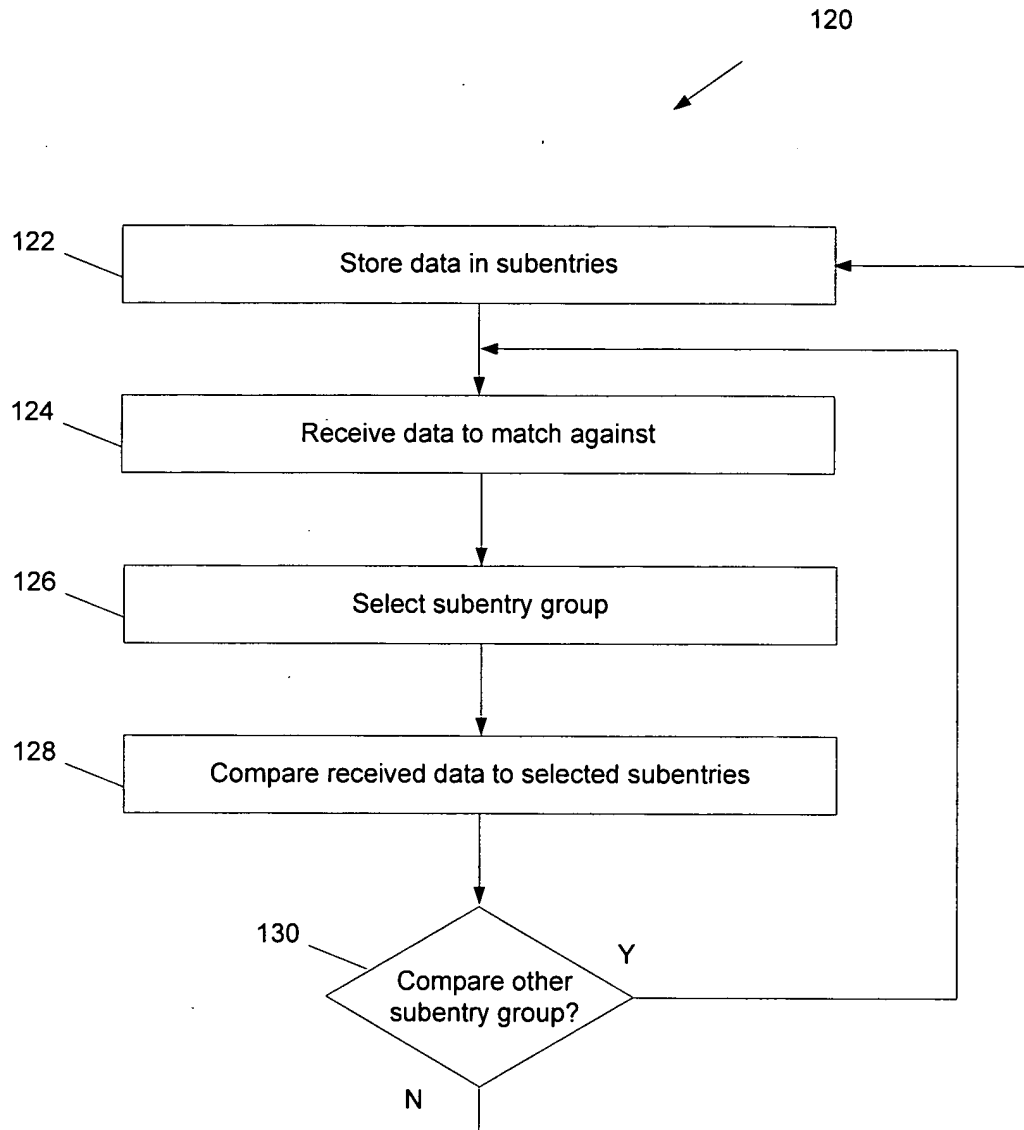 120
122
Store data in subentries
124
Receive data to match against
126
Select subentry group
128
Compare received data to selected subentries
130
Compare other
subentry group?
Y
N